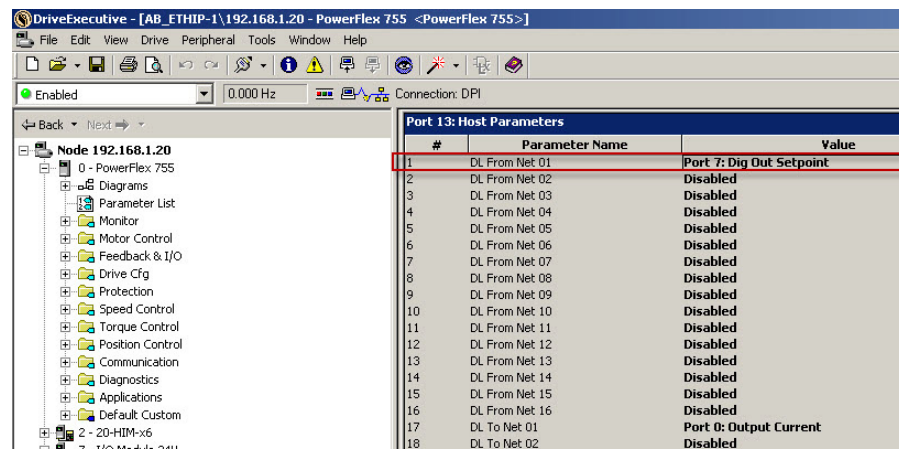 DriveExecutive - [AB_ETHIP-1\192.168.1.20 - PowerFlex 755 <PowerFlex 755>]
File Edit View Drive Peripheral Tools Window Help
Enabled 0.000 Hz Connection: DPI
Back Next
Node 192.168.1.20
0 - PowerFlex 755
Diagrams
Parameter List
Monitor
Motor Control
Feedback & I/O
Drive Cfg
Protection
Speed Control
Torque Control
Position Control
Communication
Diagnostics
Applications
Default Custom
2 - 20-HIM-x6
7 - I/O Module 24V
Port 13: Host Parameters
# Parameter Name Value
1 DL From Net 01 Port 7: Dig Out Setpoint
2 DL From Net 02 Disabled
3 DL From Net 03 Disabled
4 DL From Net 04 Disabled
5 DL From Net 05 Disabled
6 DL From Net 06 Disabled
7 DL From Net 07 Disabled
8 DL From Net 08 Disabled
9 DL From Net 09 Disabled
10 DL From Net 10 Disabled
11 DL From Net 11 Disabled
12 DL From Net 12 Disabled
13 DL From Net 13 Disabled
14 DL From Net 14 Disabled
15 DL From Net 15 Disabled
16 DL From Net 16 Disabled
17 DL To Net 01 Port 0: Output Current
18 DL To Net 02 Disabled